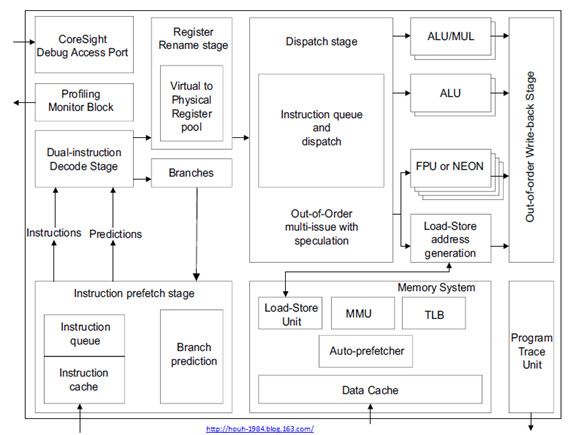 CoreSight
Debug Access Port
Profiling
Monitor Block
Dual-instruction
Decode Stage
Instructions
Predictions
Register
Rename stage
Virtual to
Physical
Register
pool
Branches
Dispatch stage
Instruction queue
and
dispatch
Out-of-Order
multi-issue with
speculation
ALU/MUL
ALU
FPU or NEON
Load-Store
address
generation
Out-of-order Write-back Stage
Instruction prefetch stage
Instruction
queue
Instruction
cache
Branch
prediction
Memory System
Load-Store
Unit
MMU
TLB
Auto-prefetcher
Data Cache
Program
Trace
Unit
http://houh-1984.blog.163.com/